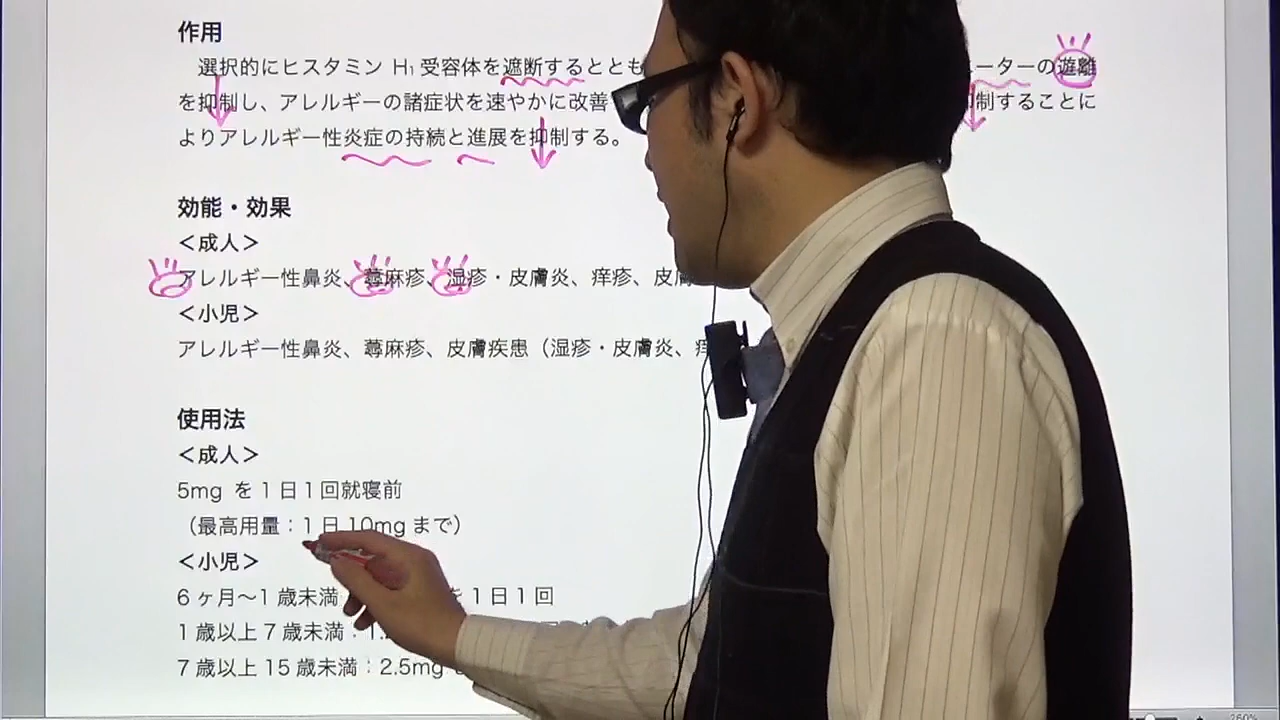 作用
選択的にヒスタミン H₁ 受容体を遮断するととも ーターの遊離
を抑制し、アレルギーの諸症状を速やかに改善 制することに
よりアレルギー性炎症の持続と進展を抑制する。
効能・効果
＜成人＞
アレルギー性鼻炎、蕁麻疹、湿疹・皮膚炎、痒疹、皮膚
＜小児＞
アレルギー性鼻炎、蕁麻疹、皮膚疾患（湿疹・皮膚炎、
使用法
＜成人＞
5mg を 1 日 1 回就寝前
（最高用量：1 日 10mg まで）
＜小児＞
6 ヶ月〜1 歳未満 を 1 日 1 回
1 歳以上 7 歳未満：1.
7 歳以上 15 歳未満：2.5mg
260%